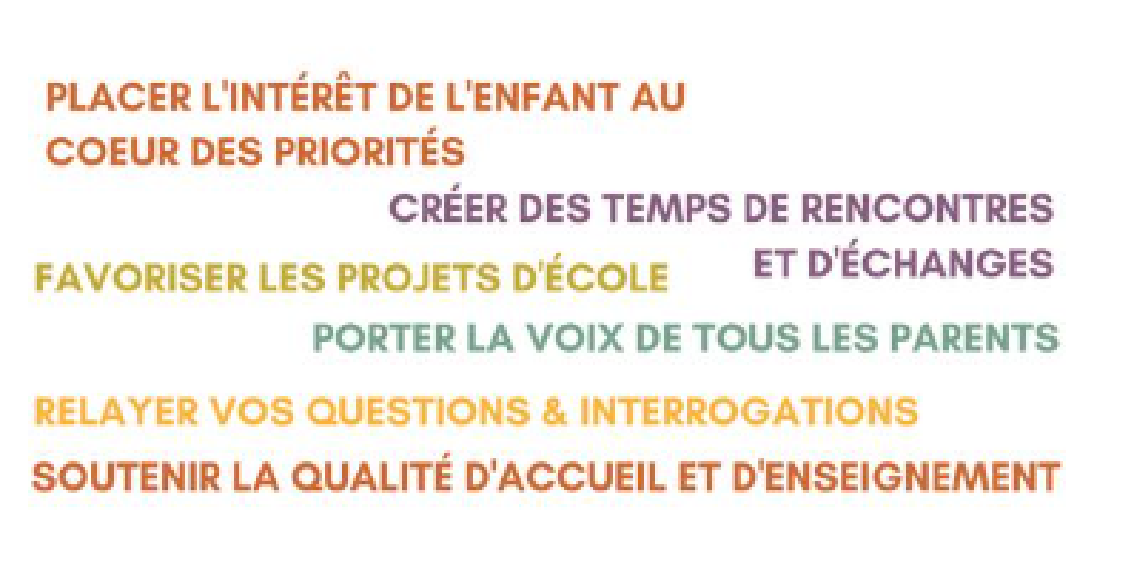 PLACER L'INTÉRÊT DE L'ENFANT AU
COEUR DES PRIORITÉS
CRÉER DES TEMPS DE RENCONTRES
ET D'ÉCHANGES
FAVORISER LES PROJETS D'ÉCOLE
PORTER LA VOIX DE TOUS LES PARENTS
RELAYER VOS QUESTIONS & INTERROGATIONS
SOUTENIR LA QUALITÉ D'ACCUEIL ET D'ENSEIGNEMENT